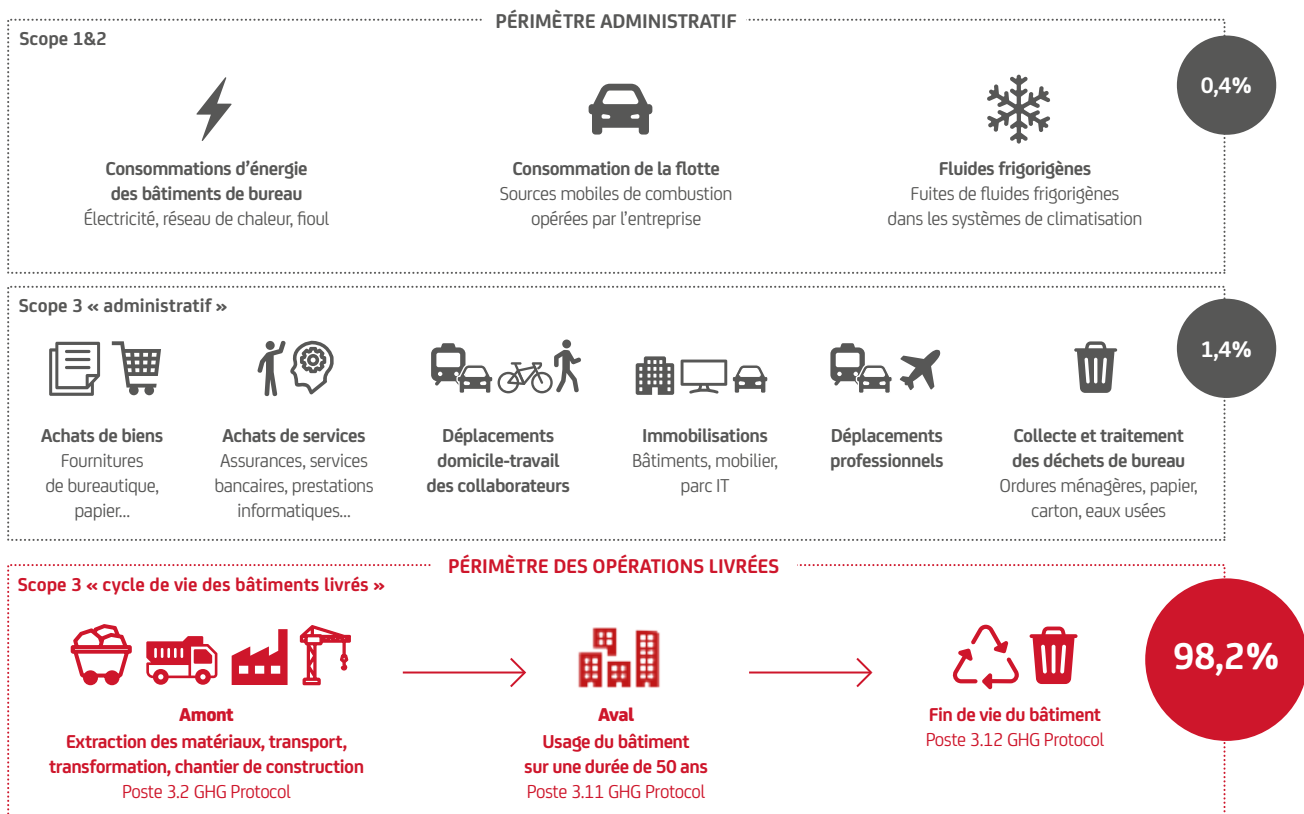 PÉRIMÈTRE ADMINISTRATIF
Scope 1&2
0,4%
Consommations d’énergie
des bâtiments de bureau
Électricité, réseau de chaleur, fioul
Consommation de la flotte
Sources mobiles de combustion
opérées par l’entreprise
Fluides frigorigènes
Fuites de fluides frigorigènes
dans les systèmes de climatisation
Scope 3 « administratif »
1,4%
Achats de biens
Fournitures
de bureautique,
papier...
Achats de services
Assurances, services
bancaires, prestations
informatiques...
Déplacements
domicile-travail
des collaborateurs
Immobilisations
Bâtiments, mobilier,
parc IT
Déplacements
professionnels
Collecte et traitement
des déchets de bureau
Ordures ménagères, papier,
carton, eaux usées
PÉRIMÈTRE DES OPÉRATIONS LIVRÉES
Scope 3 « cycle de vie des bâtiments livrés »
98,2%
Amont
Extraction des matériaux, transport,
transformation, chantier de construction
Poste 3.2 GHG Protocol
Aval
Usage du bâtiment
sur une durée de 50 ans
Poste 3.11 GHG Protocol
Fin de vie du bâtiment
Poste 3.12 GHG Protocol